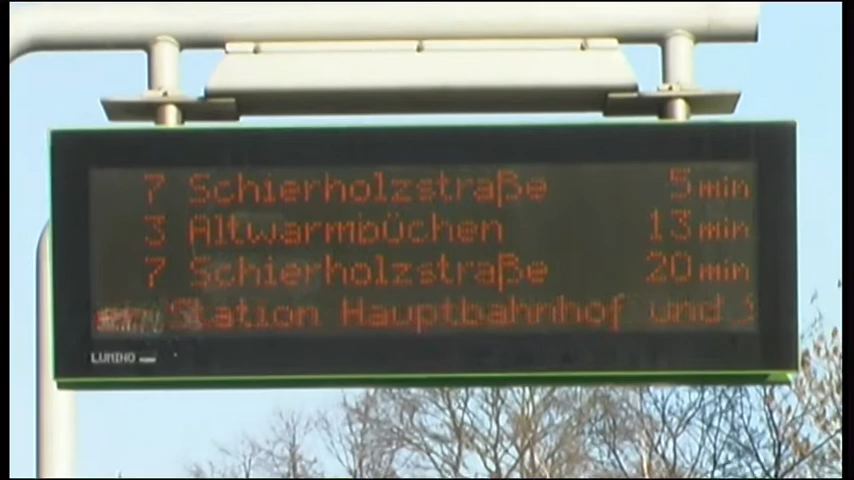 7 Schierholzstraße 5 min
3 Altwarmbüchen 13 min
7 Schierholzstraße 20 min
Station Hauptbahnhof und
LUMINO